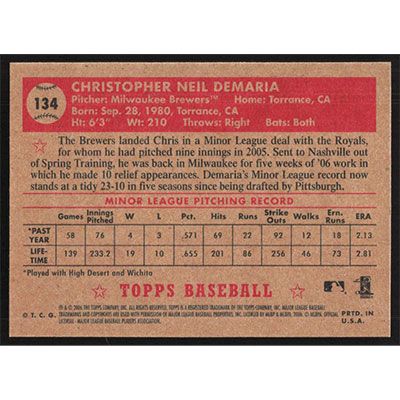 134
CHRISTOPHER NEIL DEMARIA
Pitcher: Milwaukee Brewers™ Home: Torrance, CA
Born: Sep. 28, 1980, Torrance, CA
Ht: 6'3" Wt: 210 Throws: Right Bats: Both
The Brewers landed Chris in a Minor League deal with the Royals,
for whom he had pitched nine innings in 2005. Sent to Nashville out
of Spring Training, he was back in Milwaukee for five weeks of '06 work in
which he made 10 relief appearances. Demaria's Minor League record now
stands at a tidy 23-10 in five seasons since being drafted by Pittsburgh.
MINOR LEAGUE PITCHING RECORD
Games Innings Pitched W L Pct. Hits Runs Strike Outs Walks Ern. Runs ERA
*PAST YEAR 58 76 4 3 .571 69 22 92 12 18 2.13
LIFE-TIME 139 233.2 19 10 .655 201 86 238 46 73 2.81
*Played with High Desert and Wichita
TOPPS BASEBALL
© T. C. G.
PRTD. IN
U.S.A.